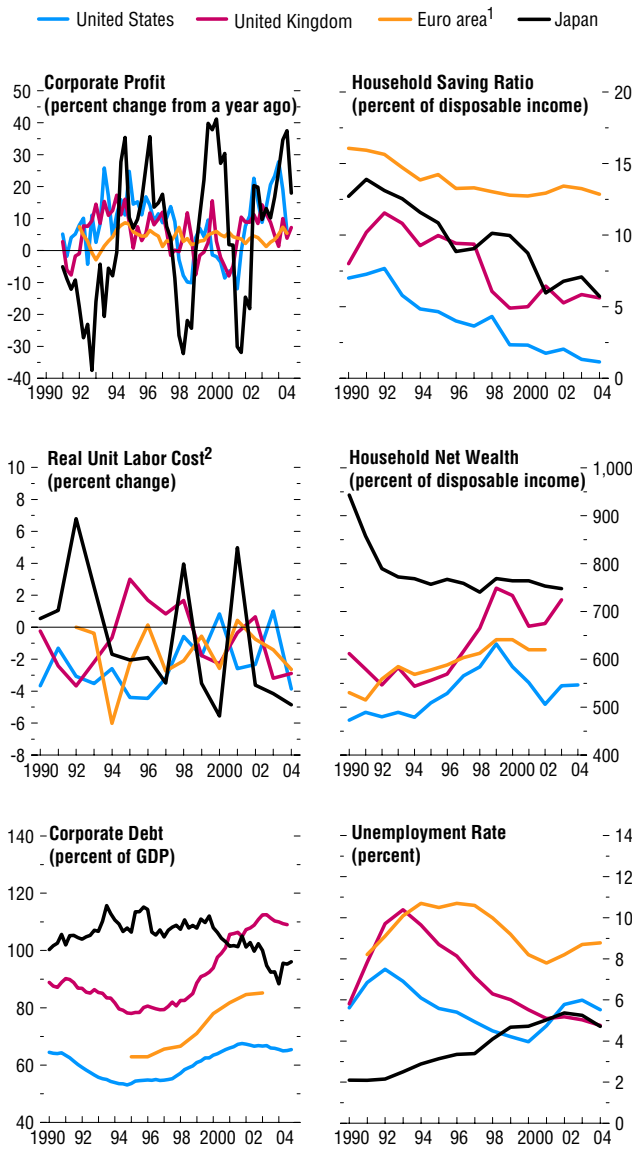 United States United Kingdom Euro area¹ Japan
Corporate Profit
(percent change from a year ago)
50
40
30
20
10
0
-10
-20
-30
-40
1990 92 94 96 98 2000 02 04
Household Saving Ratio
(percent of disposable income)
20
15
10
5
0
1990 92 94 96 98 2000 02 04
Real Unit Labor Cost²
(percent change)
10
8
6
4
2
0
-2
-4
-6
-8
1990 92 94 96 98 2000 02 04
Household Net Wealth
(percent of disposable income)
1,000
900
800
700
600
500
400
1990 92 94 96 98 2000 02 04
Corporate Debt
(percent of GDP)
140
120
100
80
60
40
1990 92 94 96 98 2000 02 04
Unemployment Rate
(percent)
14
12
10
8
6
4
2
0
1990 92 94 96 98 2000 02 04